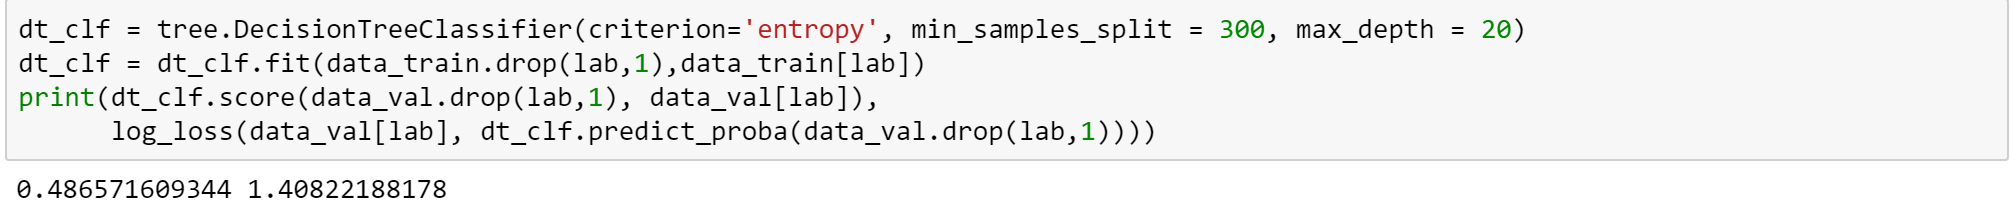 dt_clf = tree.DecisionTreeClassifier(criterion='entropy', min_samples_split = 300, max_depth = 20)
dt_clf = dt_clf.fit(data_train.drop(lab,1),data_train[lab])
print(dt_clf.score(data_val.drop(lab,1), data_val[lab]),
      log_loss(data_val[lab], dt_clf.predict_proba(data_val.drop(lab,1))))
0.486571609344 1.40822188178